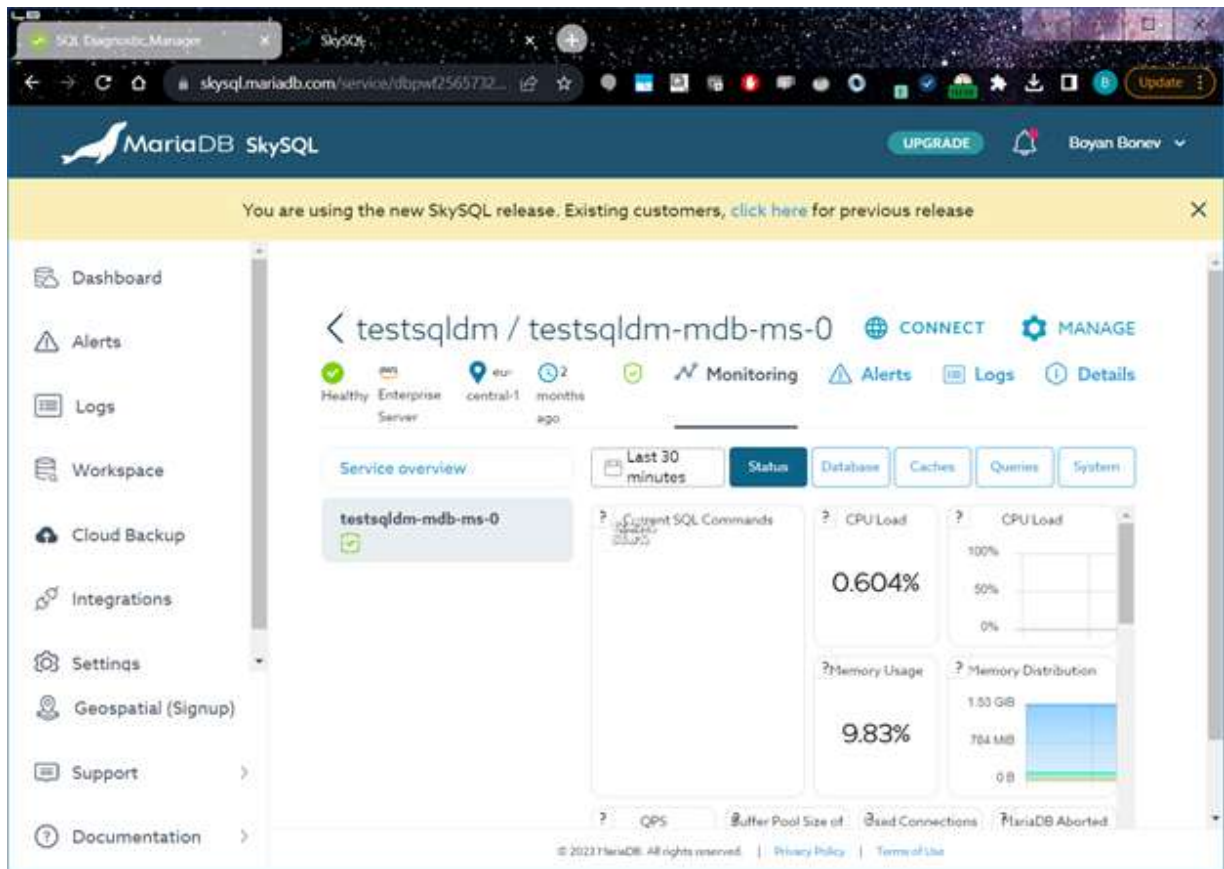 SQL Diagnostic Manager
SkySQL
skysql.mariadb.com/service/dbpwf2565732...
Update
MariaDB SkySQL
UPGRADE
Boyan Bonev
You are using the new SkySQL release. Existing customers, click here for previous release
Dashboard
Alerts
Logs
Workspace
Cloud Backup
Integrations
Settings
Geospatial (Signup)
Support
Documentation
testsqldm / testsqldm-mdb-ms-0
CONNECT
MANAGE
Healthy
aws
Enterprise
Server
eu-
central-1
2
months
ago
Monitoring
Alerts
Logs
Details
Service overview
testsqldm-mdb-ms-0
Last 30
minutes
Status
Database
Caches
Queries
System
? Current SQL Commands
? CPU Load
0.604%
? CPU Load
100%
50%
0%
? Memory Usage
9.83%
? Memory Distribution
1.53 GiB
784 MiB
0 B
? QPS
Buffer Pool Size of
Used Connections
MariaDB Aborted
© 2023 MariaDB. All rights reserved. | Privacy Policy | Terms of Use